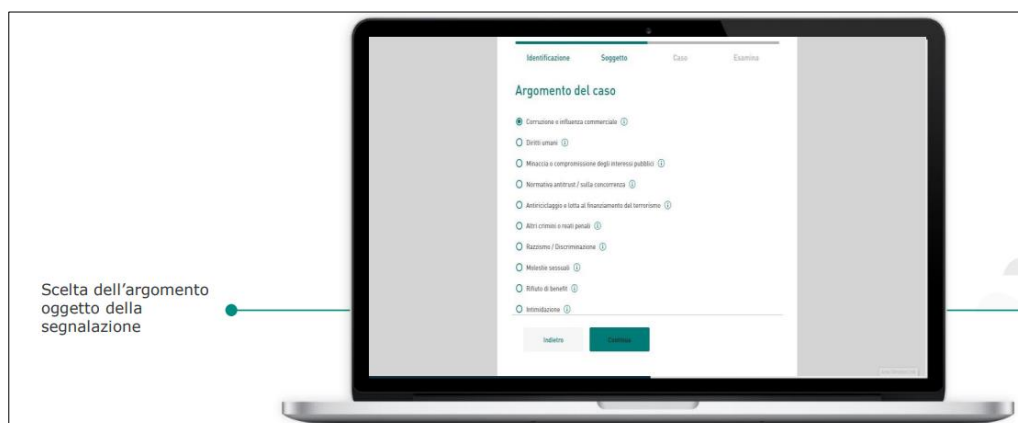 Identificazione Soggetto Caso Esamina
Argomento del caso
Corruzione o influenza commerciale
Diritti umani
Minaccia o compromissione degli interessi pubblici
Normativa antitrust / sulla concorrenza
Antiriciclaggio e lotta al finanziamento del terrorismo
Altri crimini o reati penali
Razzismo / Discriminazione
Molestie sessuali
Rifiuto di benefit
Intimidazione
Indietro Continua
Scelta dell’argomento
oggetto della
segnalazione